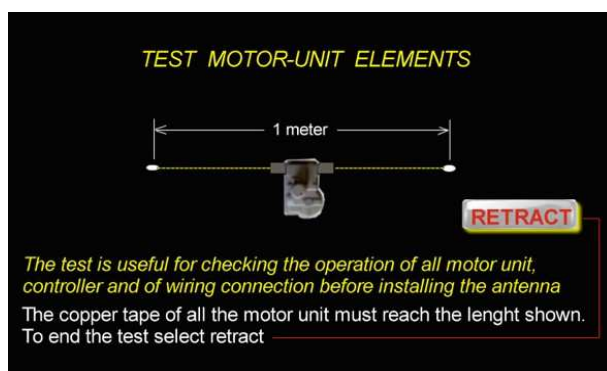 TEST MOTOR-UNIT ELEMENTS
1 meter
RETRACT
The test is useful for checking the operation of all motor unit,
controller and of wiring connection before installing the antenna
The copper tape of all the motor unit must reach the lenght shown.
To end the test select retract